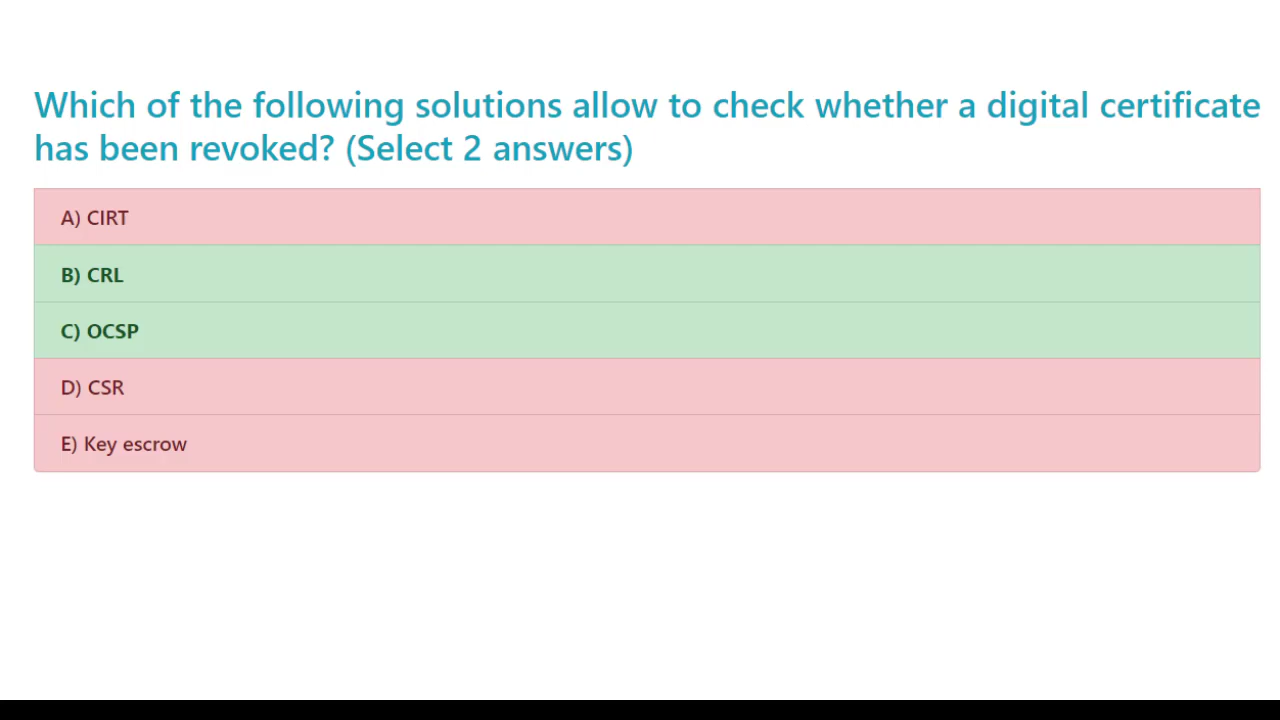 Which of the following solutions allow to check whether a digital certificate
has been revoked? (Select 2 answers)
A) CIRT
B) CRL
C) OCSP
D) CSR
E) Key escrow